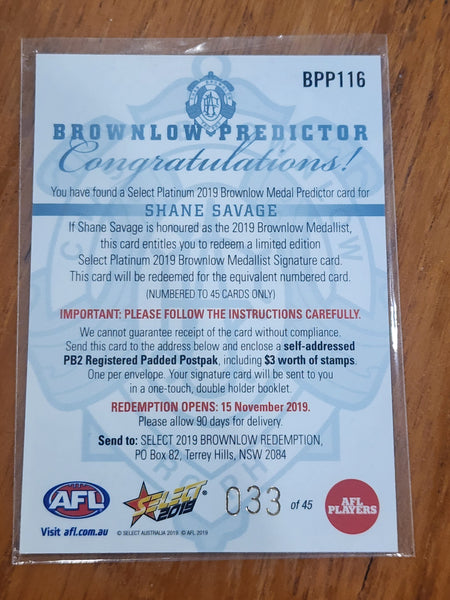 BPP116
BROWNLOW PREDICTOR
Congratulations!
You have found a Select Platinum 2019 Brownlow Medal Predictor card for
SHANE SAVAGE
If Shane Savage is honoured as the 2019 Brownlow Medallist,
this card entitles you to redeem a limited edition
Select Platinum 2019 Brownlow Medallist Signature card.
This card will be redeemed for the equivalent numbered card.
(NUMBERED TO 45 CARDS ONLY)
IMPORTANT: PLEASE FOLLOW THE INSTRUCTIONS CAREFULLY.
We cannot guarantee receipt of the card without compliance.
Send this card to the address below and enclose a self-addressed
PB2 Registered Padded Postpak, including $3 worth of stamps.
One per envelope. Your signature card will be sent to you
in a one-touch, double holder booklet.
REDEMPTION OPENS: 15 November 2019.
Please allow 90 days for delivery.
Send to: SELECT 2019 BROWNLOW REDEMPTION,
PO Box 82, Terrey Hills, NSW 2084
AFL
SELECT
2019
033 of 45
AFL
PLAYERS
Visit afl.com.au
© SELECT AUSTRALIA 2019 © AFL 2019